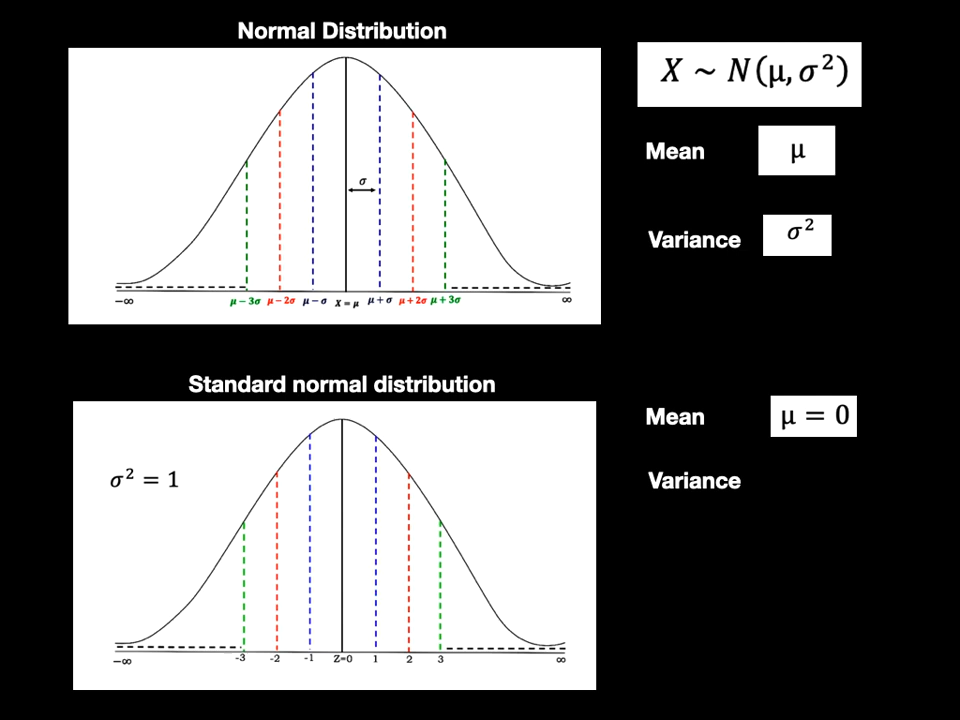 Normal Distribution
X ~ N(μ, σ²)
Mean
μ
Variance
σ²
σ
−∞
μ − 3σ
μ − 2σ
μ − σ
X = μ
μ + σ
μ + 2σ
μ + 3σ
∞
Standard normal distribution
Mean
μ = 0
Variance
σ² = 1
−∞
-3
-2
-1
Z=0
1
2
3
∞